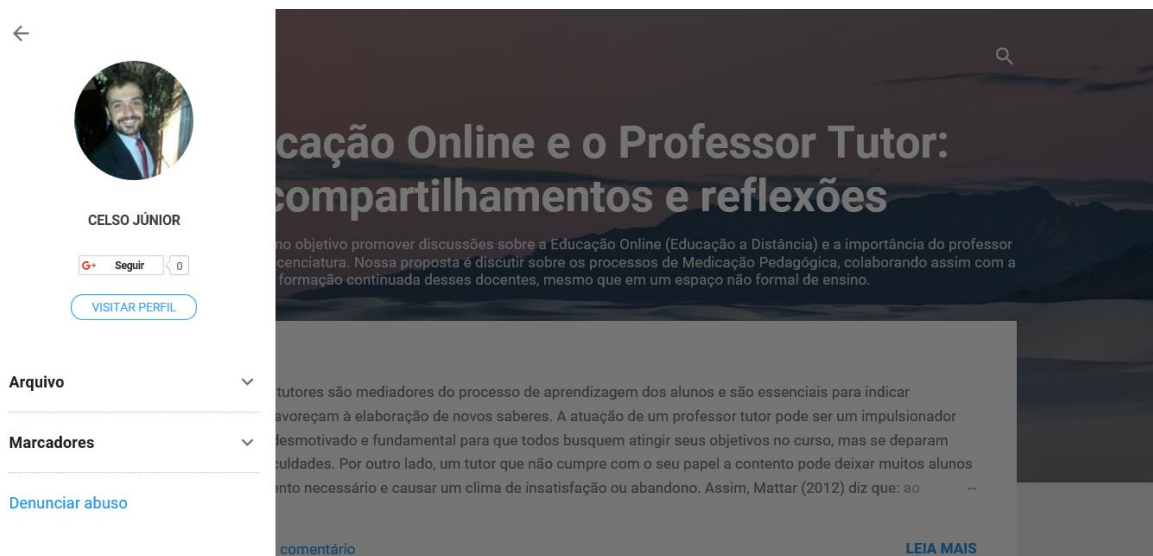 CELSO JÚNIOR
G+ Seguir 0
VISITAR PERFIL
Arquivo
Marcadores
Denunciar abuso
cação Online e o Professor Tutor:
compartilhamentos e reflexões
mo objetivo promover discussões sobre a Educação Online (Educação a Distância) e a importância do professor
cenciatura. Nossa proposta é discutir sobre os processos de Medicação Pedagógica, colaborando assim com a
formação continuada desses docentes, mesmo que em um espaço não formal de ensino.
tutores são mediadores do processo de aprendizagem dos alunos e são essenciais para indicar
avoreçam à elaboração de novos saberes. A atuação de um professor tutor pode ser um impulsionador
desmotivado e fundamental para que todos busquem atingir seus objetivos no curso, mas se deparam
culdades. Por outro lado, um tutor que não cumpre com o seu papel a contento pode deixar muitos alunos
ento necessário e causar um clima de insatisfação ou abandono. Assim, Mattar (2012) diz que: ao ...
comentário
LEIA MAIS